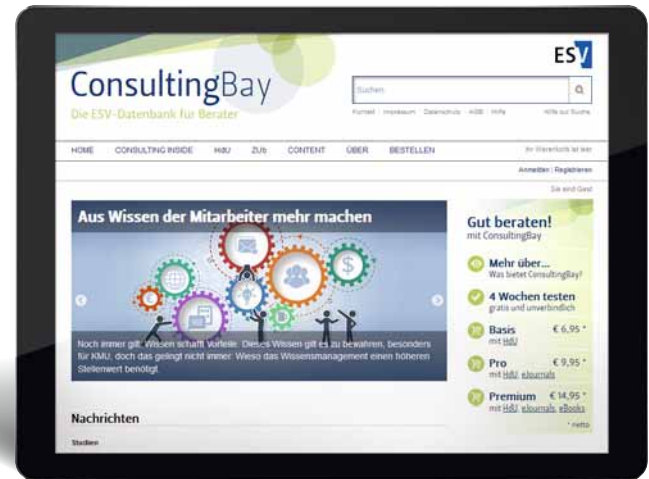 ESV
ConsultingBay
Die ESV-Datenbank für Berater
Suchen
Kontakt | Impressum Datenschutz AGB | Hilfe Hilfe zur Suche
HOME CONSULTING INSIDE HdU ZUb CONTENT ÜBER BESTELLEN Ihr Warenkorb ist leer
Anmelden | Registrieren
Sie sind Gast
Aus Wissen der Mitarbeiter mehr machen
Noch immer gilt: Wissen schafft Vorteile. Dieses Wissen gilt es zu bewahren, besonders
für KMU, doch das gelingt nicht immer. Wieso das Wissensmanagement einen höheren
Stellenwert benötigt.
Gut beraten!
mit ConsultingBay
Mehr über...
Was bietet ConsultingBay?
4 Wochen testen
gratis und unverbindlich
Basis € 6,95 *
mit HdU
Pro € 9,95 *
mit HdU, eJournals
Premium € 14,95 *
mit HdU, eJournals, eBooks
* netto
Nachrichten
Studien